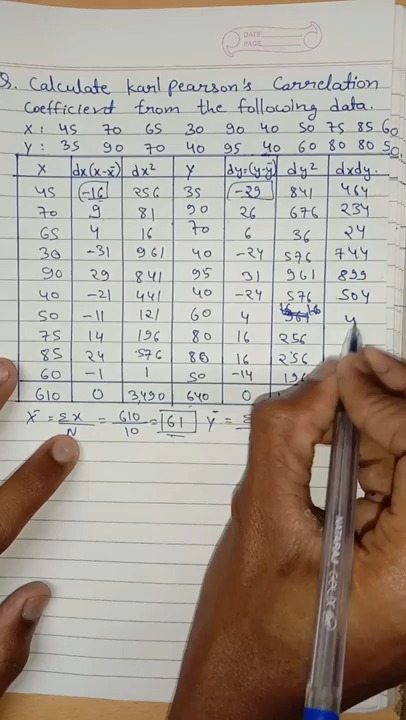 DATE
PAGE
Q. Calculate Karl pearson's Correlation
Coefficient from the following data.
X: 45 70 65 30 90 40 50 75 85 60
Y: 35 90 70 40 95 40 60 80 80 50.
X dx(x-x̄) dx² Y dy=(y-ȳ) dy² dxdy.
45 -16 256 35 -29 841 464
70 9 81 90 26 676 234
65 4 16 70 6 36 24
30 -31 961 40 -24 576 744
90 29 841 95 31 961 899
40 -21 441 40 -24 576 504
50 -11 121 60 4 16 4
75 14 196 80 16 256
85 24 576 80 16 256
60 -1 1 50 -14 196
610 0 3,490 640 0
X̄ = ΣX/N = 610/10 = 61 Ȳ =